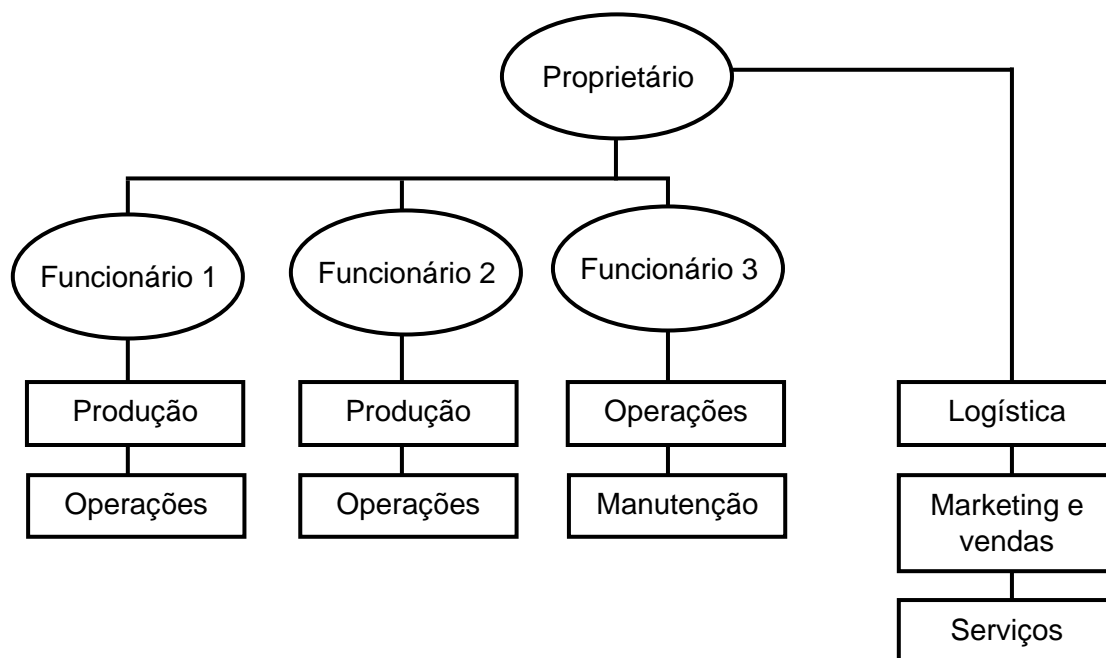 Proprietário
Funcionário 1
Funcionário 2
Funcionário 3
Produção
Produção
Operações
Logística
Operações
Operações
Manutenção
Marketing e
vendas
Serviços